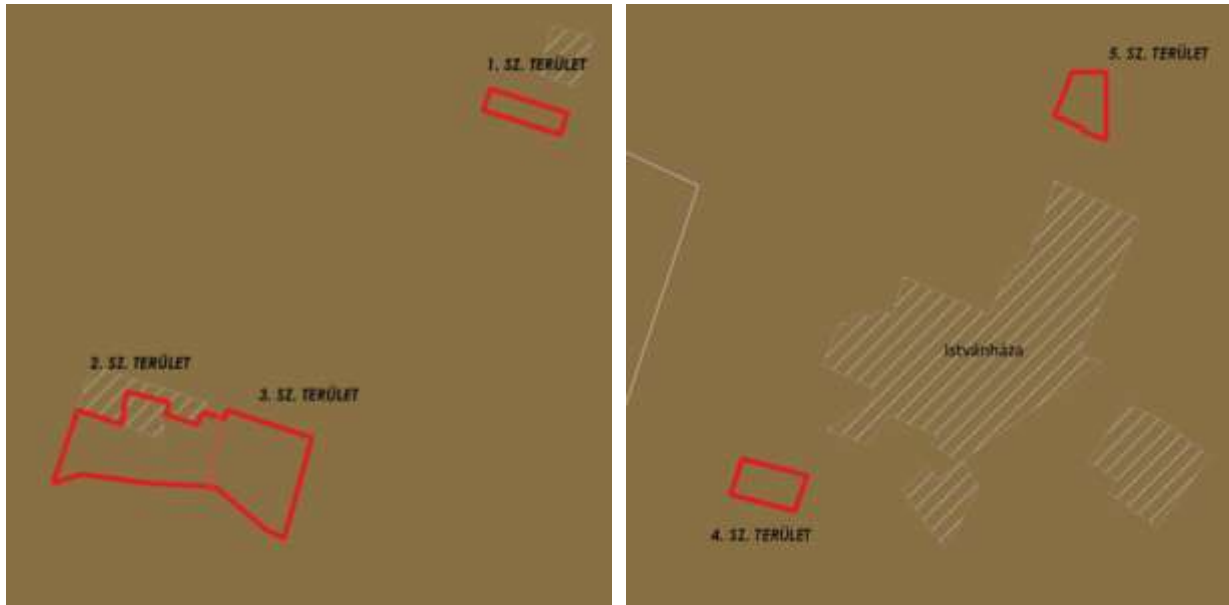 1. SZ. TERÜLET
2. SZ. TERÜLET
3. SZ. TERÜLET
5. SZ. TERÜLET
Istvánháza
4. SZ. TERÜLET